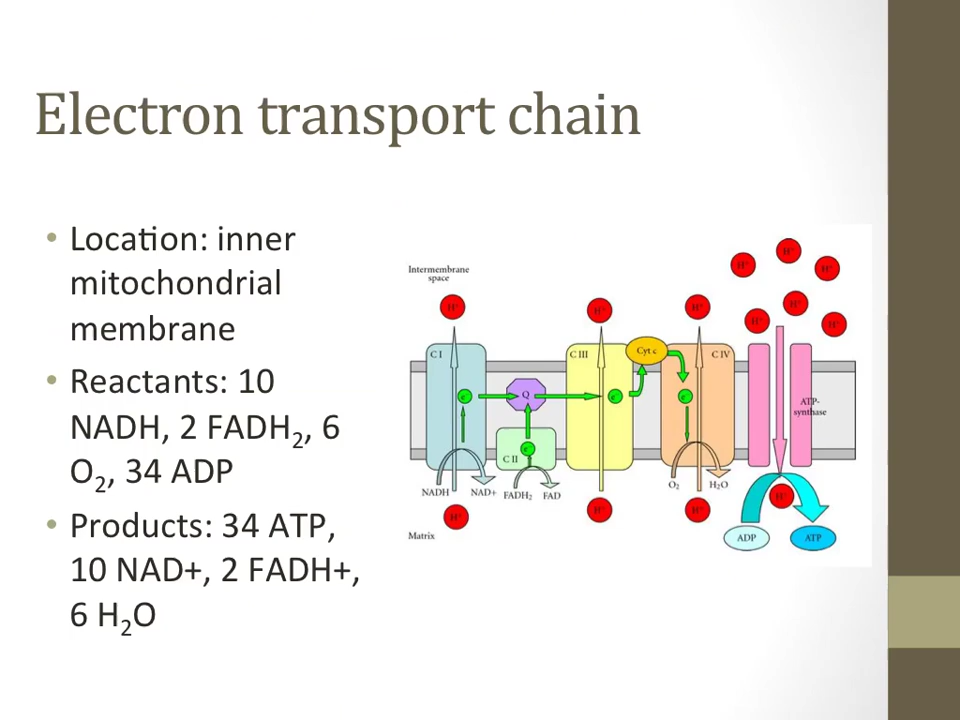 Electron transport chain
• Location: inner
mitochondrial
membrane
• Reactants: 10
NADH, 2 FADH₂, 6
O₂, 34 ADP
• Products: 34 ATP,
10 NAD+, 2 FADH+,
6 H₂O
Intermembrane
space
H⁺ H⁺ H⁺
H⁺ H⁺ H⁺ H⁺ H⁺ H⁺
C I
C III
Cyt c
C IV
e⁻ Q e⁻ e⁻
ATP-
synthase
C II
e⁻
NADH NAD+ FADH₂ FAD
O₂ H₂O
H⁺ H⁺ H⁺ H⁺
Matrix
ADP ATP